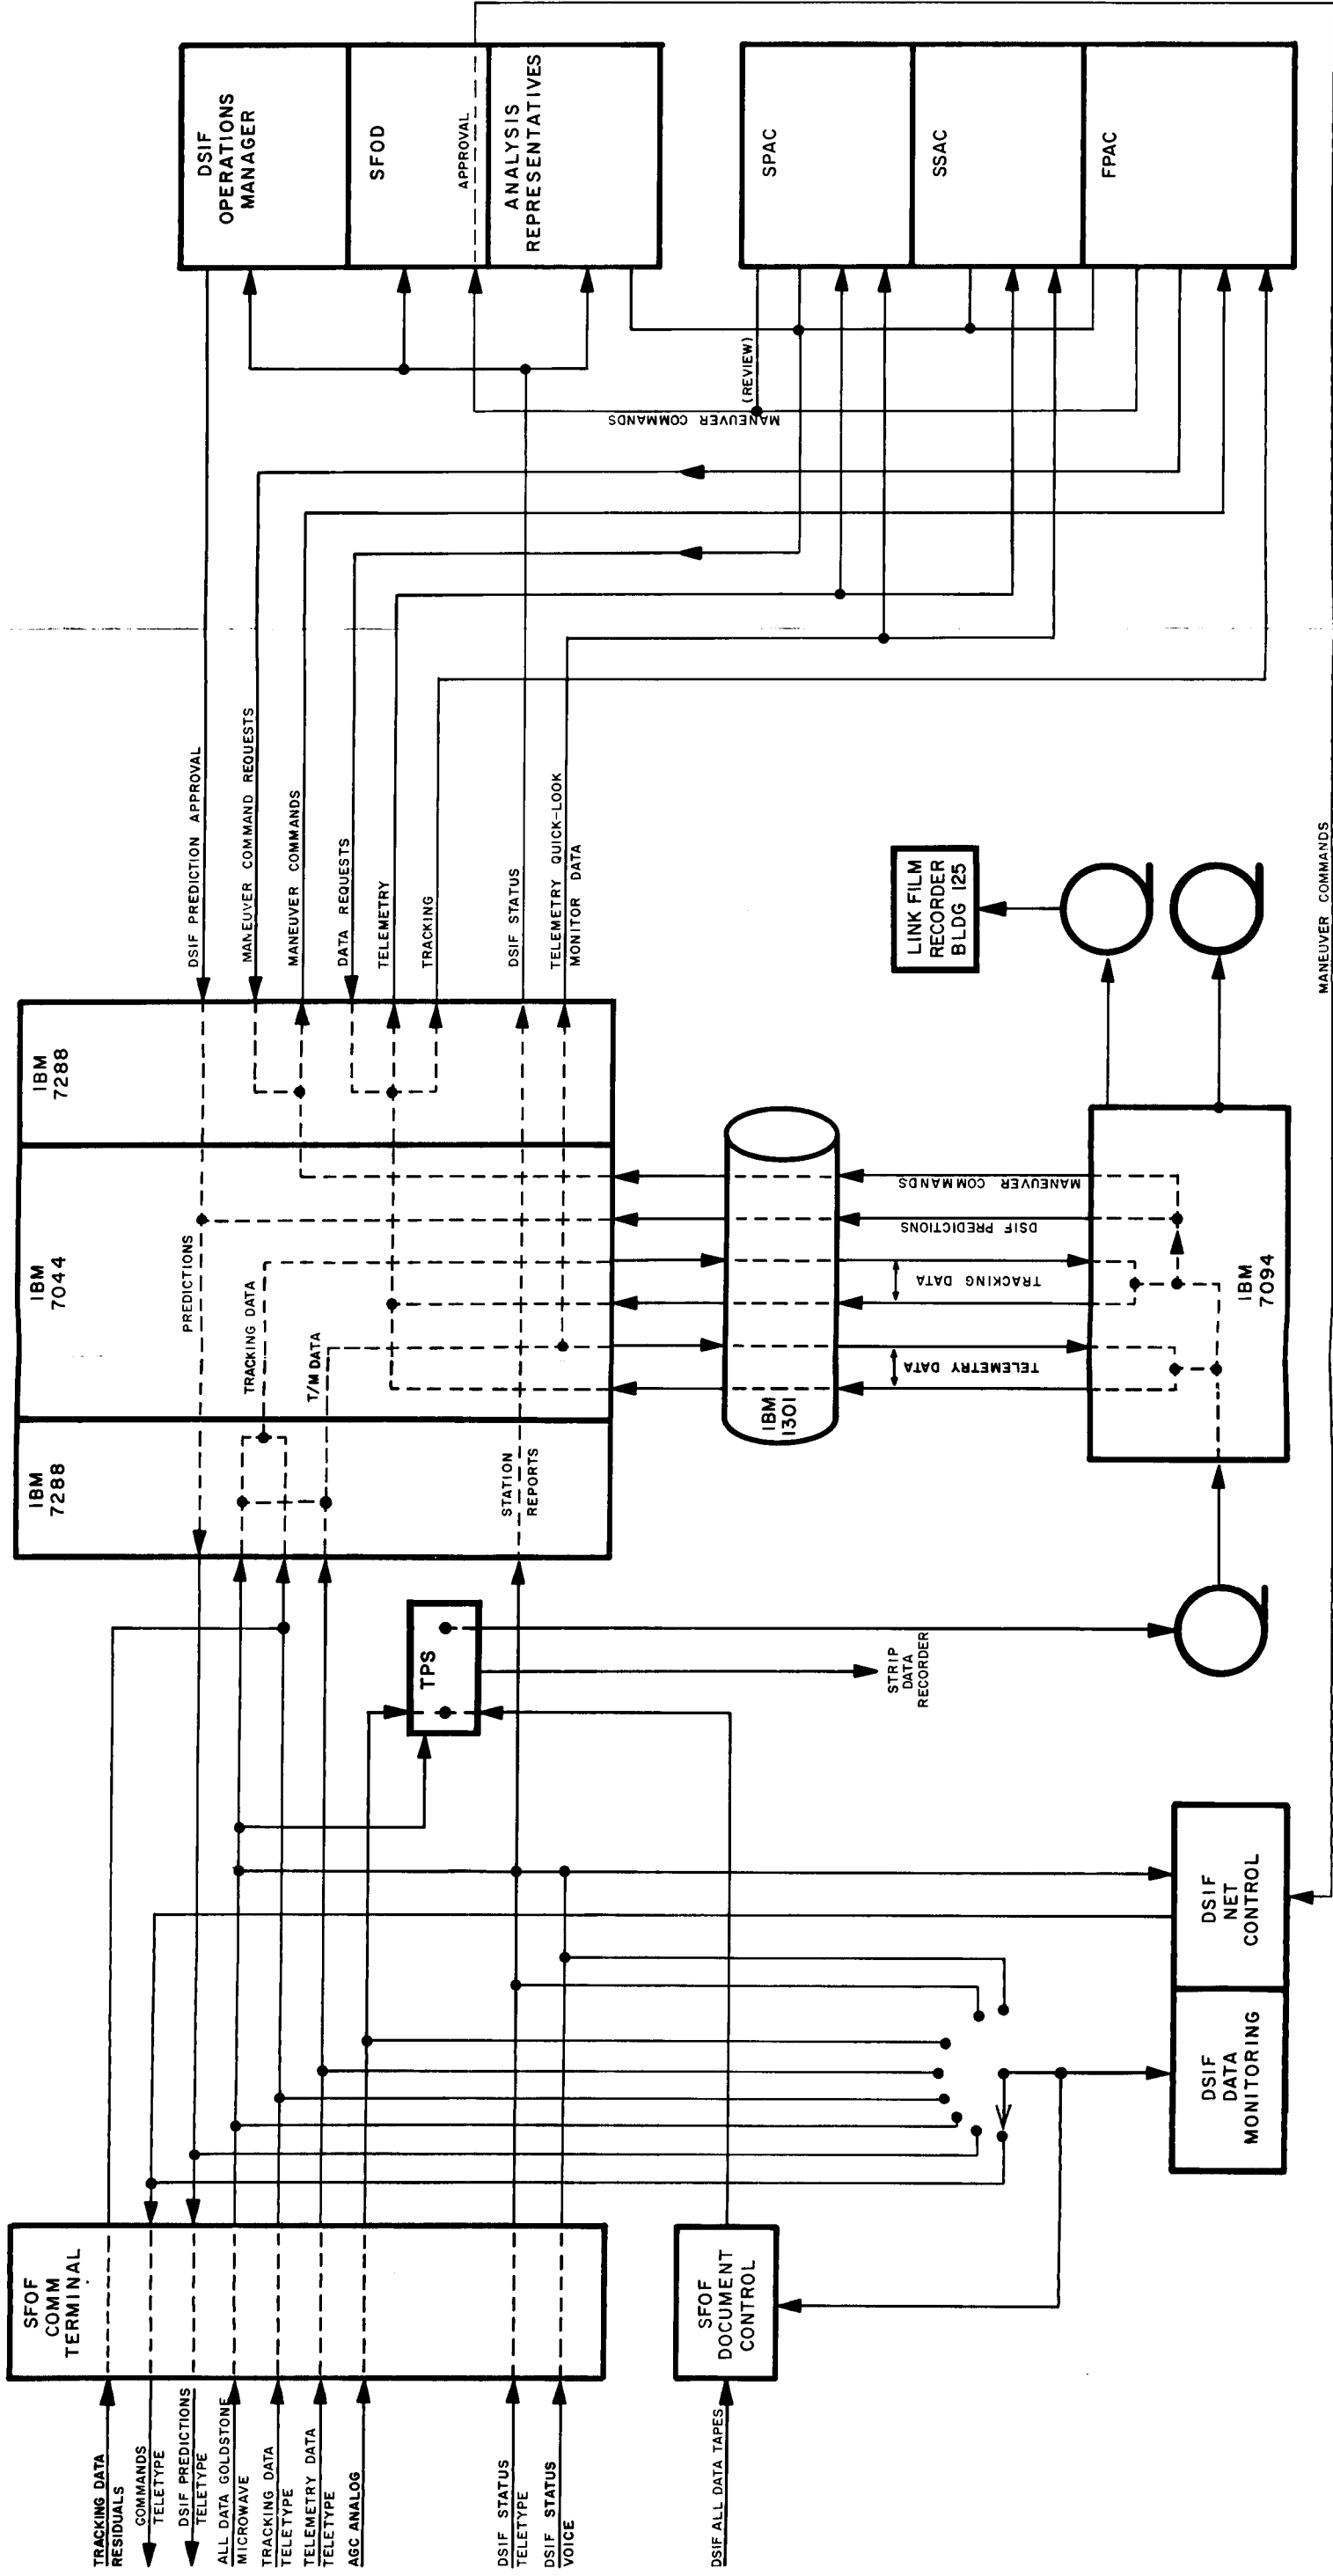 TRACKING DATA
RESIDUALS
COMMANDS
TELETYPE
DSIF PREDICTIONS
TELETYPE
ALL DATA GOLDSTONE
MICROWAVE
TRACKING DATA
TELETYPE
TELEMETRY DATA
TELETYPE
AGC ANALOG
DSIF STATUS
TELETYPE
DSIF STATUS
VOICE
DSIF ALL DATA TAPES
SFOF
COMM
TERMINAL
SFOF
DOCUMENT
CONTROL
DSIF
DATA
MONITORING
DSIF
NET
CONTROL
TPS
STRIP
DATA
RECORDER
IBM
7288
STATION
REPORTS
IBM
7044
PREDICTIONS
TRACKING DATA
T/M DATA
IBM
7288
IBM
1301
TELEMETRY DATA
TRACKING DATA
DSIF PREDICTIONS
MANEUVER COMMANDS
IBM
7094
LINK FILM
RECORDER
BLDG 125
DSIF PREDICTION APPROVAL
MANEUVER COMMAND REQUESTS
MANEUVER COMMANDS
DATA REQUESTS
TELEMETRY
TRACKING
DSIF STATUS
TELEMETRY QUICK-LOOK
MONITOR DATA
MANEUVER COMMANDS
MANEUVER COMMANDS
(REVIEW)
DSIF
OPERATIONS
MANAGER
SFOD
APPROVAL
ANALYSIS
REPRESENTATIVES
SPAC
SSAC
FPAC